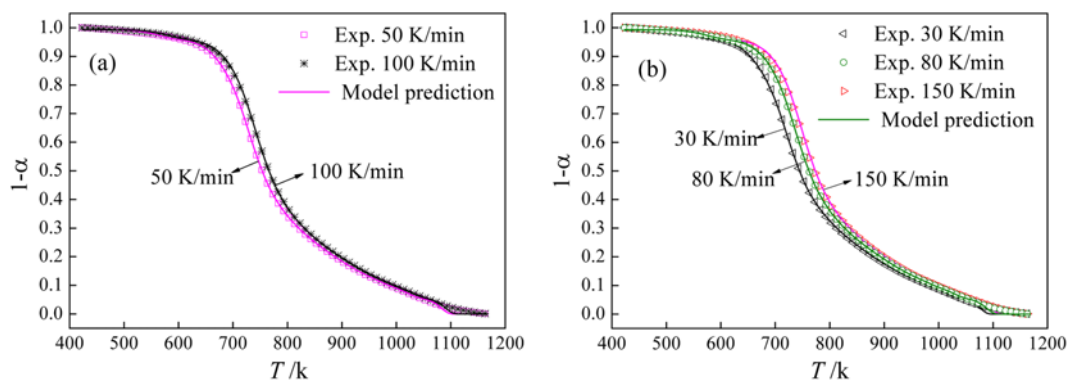 (a)
Exp. 50 K/min
Exp. 100 K/min
Model prediction
50 K/min
100 K/min
1-α
1.0
0.9
0.8
0.7
0.6
0.5
0.4
0.3
0.2
0.1
0.0
400 500 600 700 800 900 1000 1100 1200
T /k
(b)
Exp. 30 K/min
Exp. 80 K/min
Exp. 150 K/min
Model prediction
30 K/min
80 K/min
150 K/min
1-α
1.0
0.9
0.8
0.7
0.6
0.5
0.4
0.3
0.2
0.1
0.0
400 500 600 700 800 900 1000 1100 1200
T /k